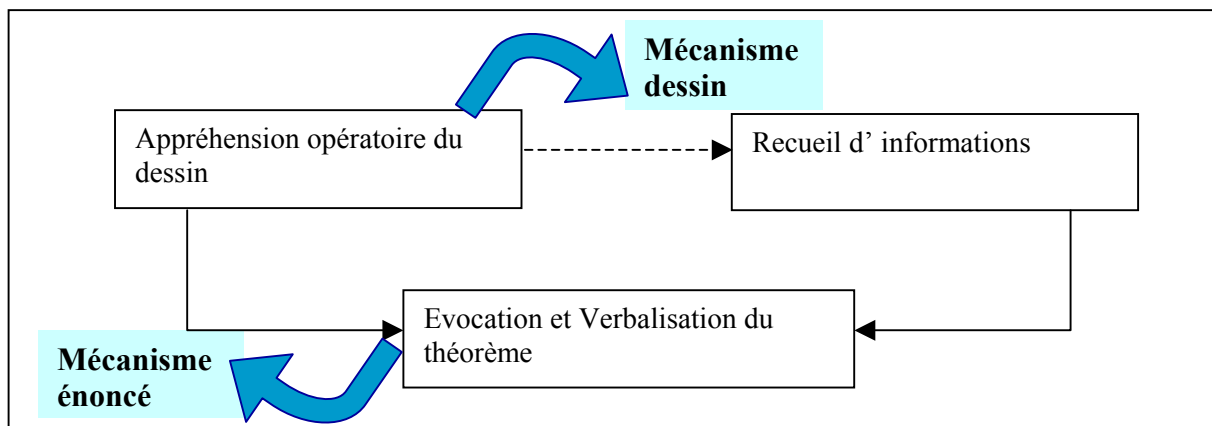 Mécanisme
dessin
Appréhension opératoire du
dessin
Recueil d’ informations
Evocation et Verbalisation du
théorème
Mécanisme
énoncé